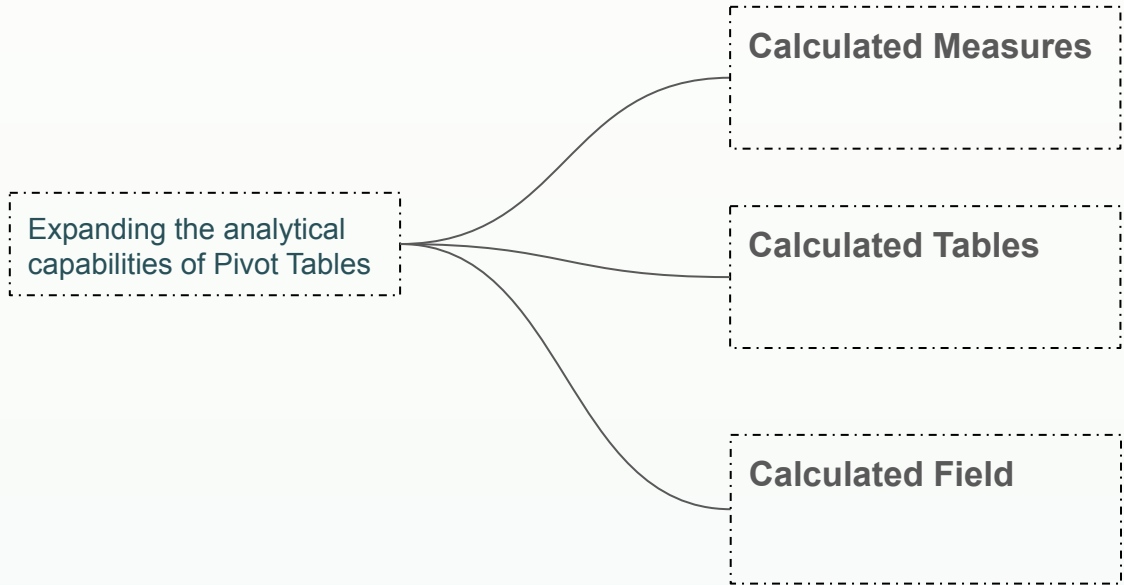 Calculated Measures
Expanding the analytical
capabilities of Pivot Tables
Calculated Tables
Calculated Field